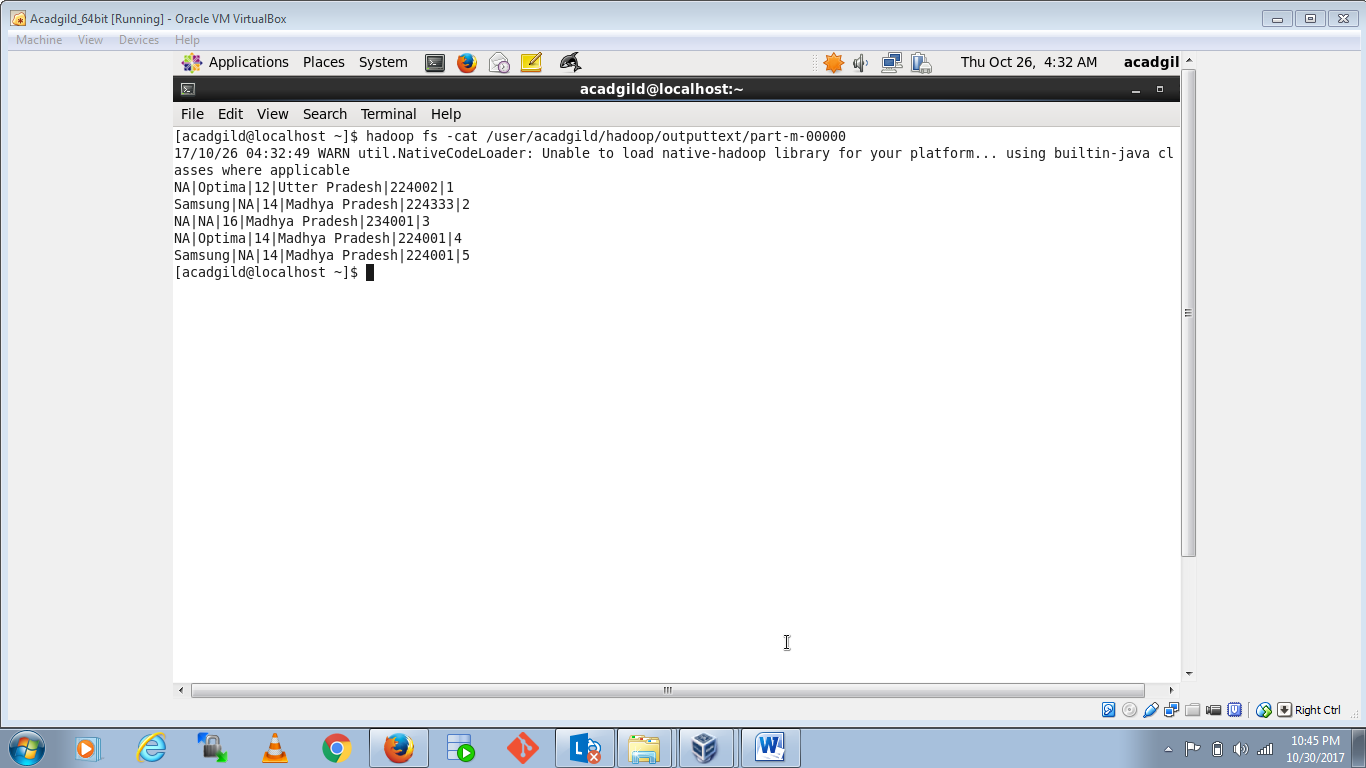 Acadgild_64bit [Running] - Oracle VM VirtualBox
Machine View Devices Help
Applications Places System Thu Oct 26, 4:32 AM acadgil
acadgild@localhost:~
File Edit View Search Terminal Help
[acadgild@localhost ~]$ hadoop fs -cat /user/acadgild/hadoop/outputtext/part-m-00000
17/10/26 04:32:49 WARN util.NativeCodeLoader: Unable to load native-hadoop library for your platform... using builtin-java cl
asses where applicable
NA|Optima|12|Utter Pradesh|224002|1
Samsung|NA|14|Madhya Pradesh|224333|2
NA|NA|16|Madhya Pradesh|234001|3
NA|Optima|14|Madhya Pradesh|224001|4
Samsung|NA|14|Madhya Pradesh|224001|5
[acadgild@localhost ~]$
Right Ctrl
10:45 PM
10/30/2017